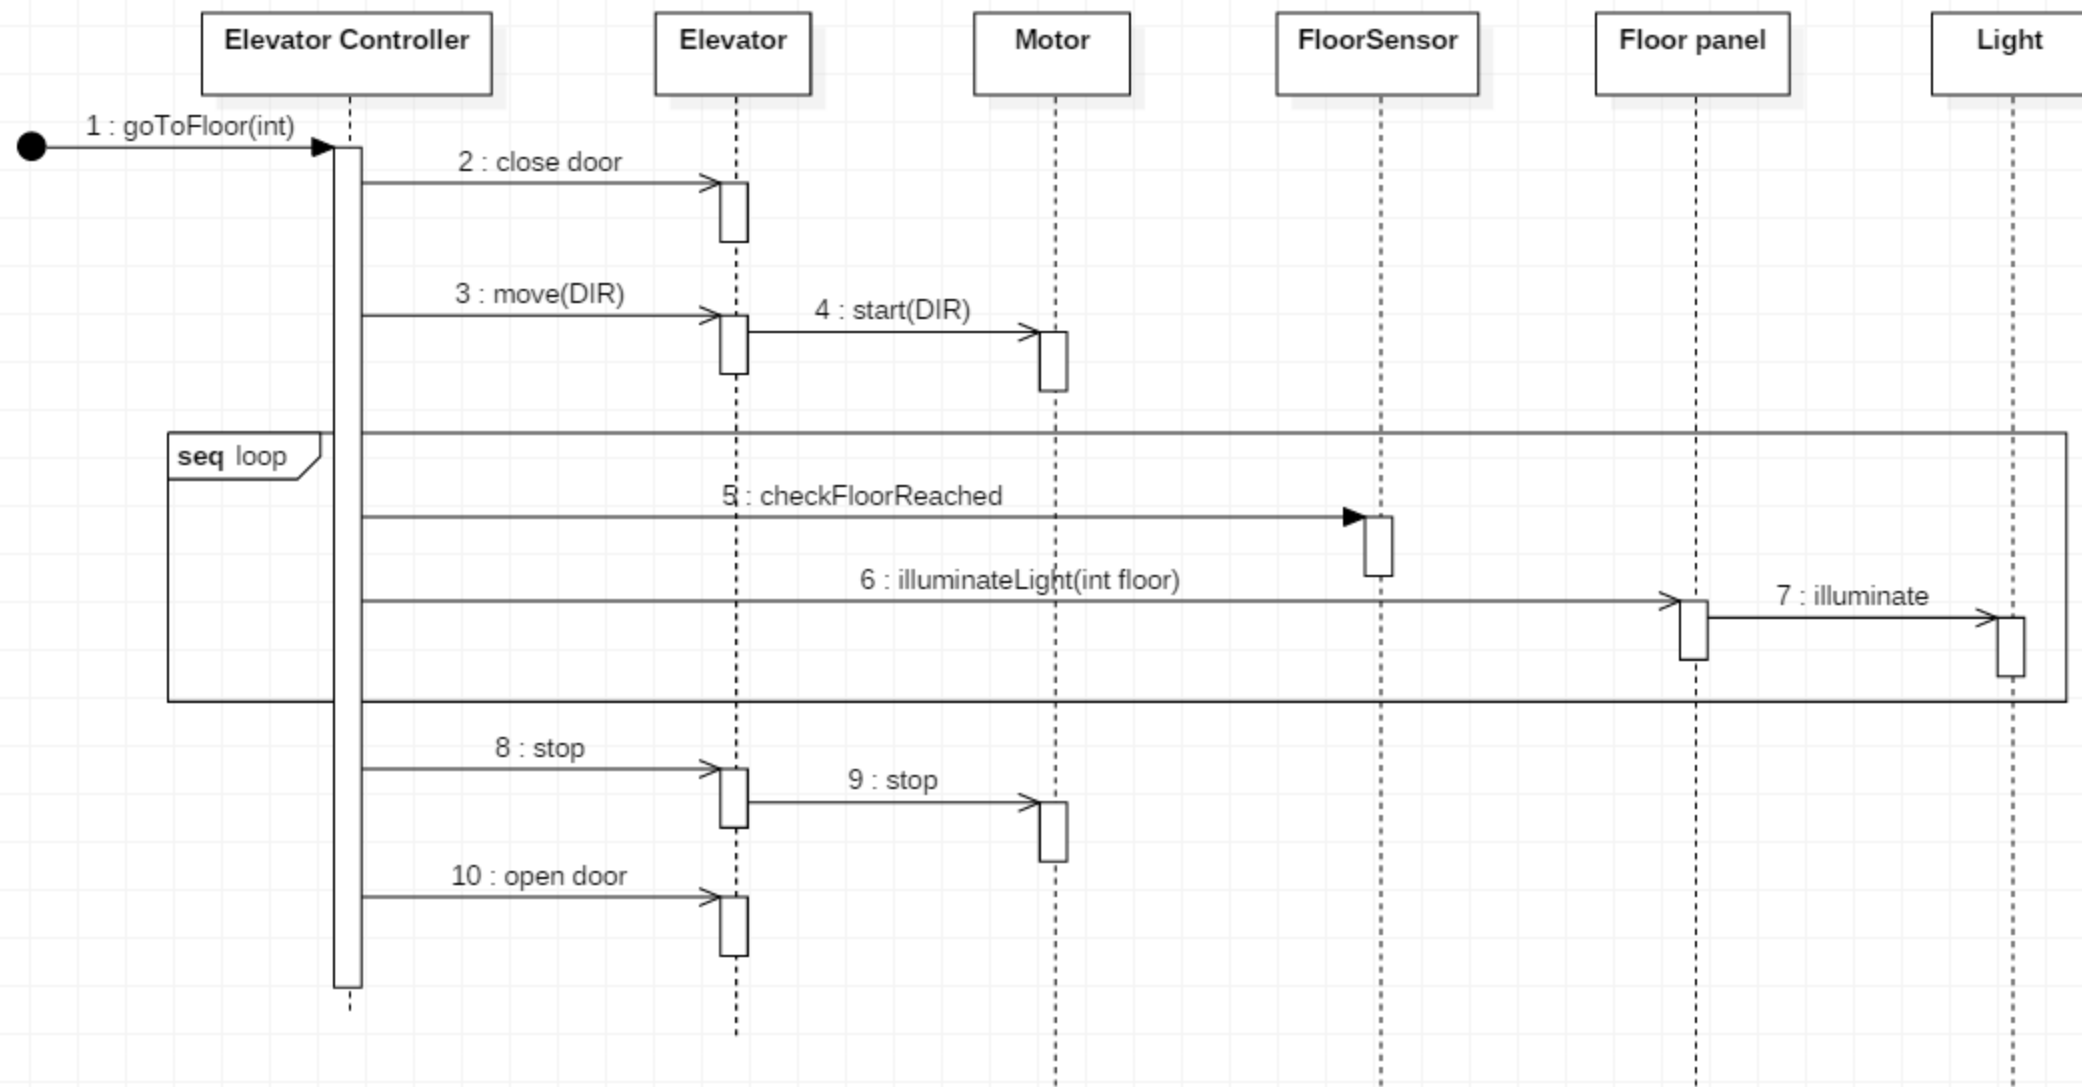 Elevator Controller
Elevator
Motor
FloorSensor
Floor panel
Light
1 : goToFloor(int)
2 : close door
3 : move(DIR)
4 : start(DIR)
seq loop
5 : checkFloorReached
6 : illuminateLight(int floor)
7 : illuminate
8 : stop
9 : stop
10 : open door